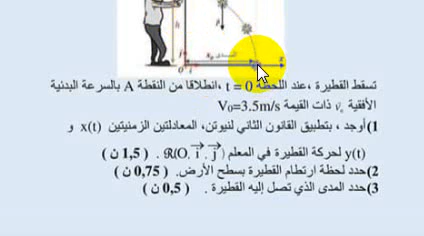 تسقط القطيرة ، عند اللحظة t = 0 ، انطلاقا من النقطة A بالسرعة البدئية
الأفقية v₀ ذات القيمة V₀=3.5m/s
1) أوجد ، بتطبيق القانون الثاني لنيوتن، المعادلتين الزمنيتين x(t) و
y(t) لحركة القطيرة في المعلم ℜ(O, i , j) . ( 1,5 ن )
2) حدد لحظة ارتطام القطيرة بسطح الأرض. ( 0,75 ن )
3) حدد المدى الذي تصل إليه القطيرة . ( 0,5 ن )